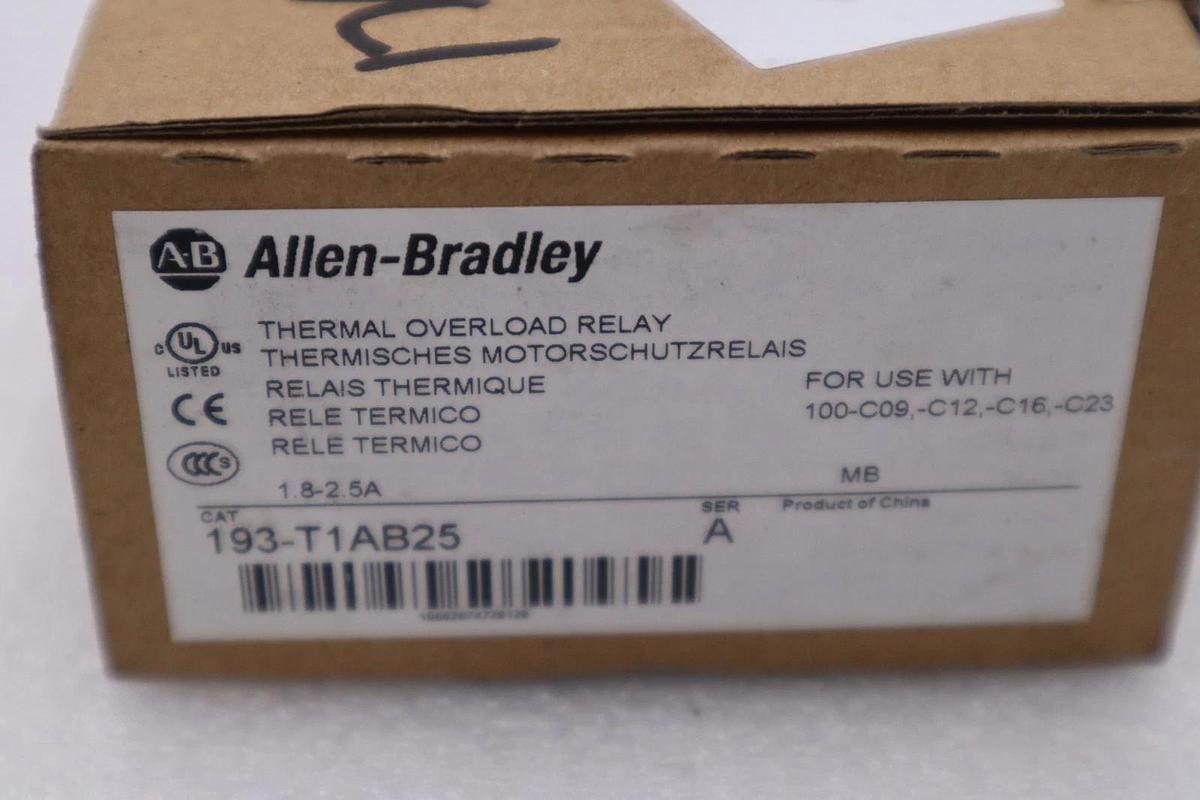 A-B Allen-Bradley
C UL US
LISTED
THERMAL OVERLOAD RELAY
THERMISCHES MOTORSCHUTZRELAIS
RELAIS THERMIQUE
RELE TERMICO
RELE TERMICO
CE
CCC S
FOR USE WITH
100-C09,-C12,-C16,-C23
1.8-2.5A
MB
CAT
193-T1AB25
SER
A
Product of China